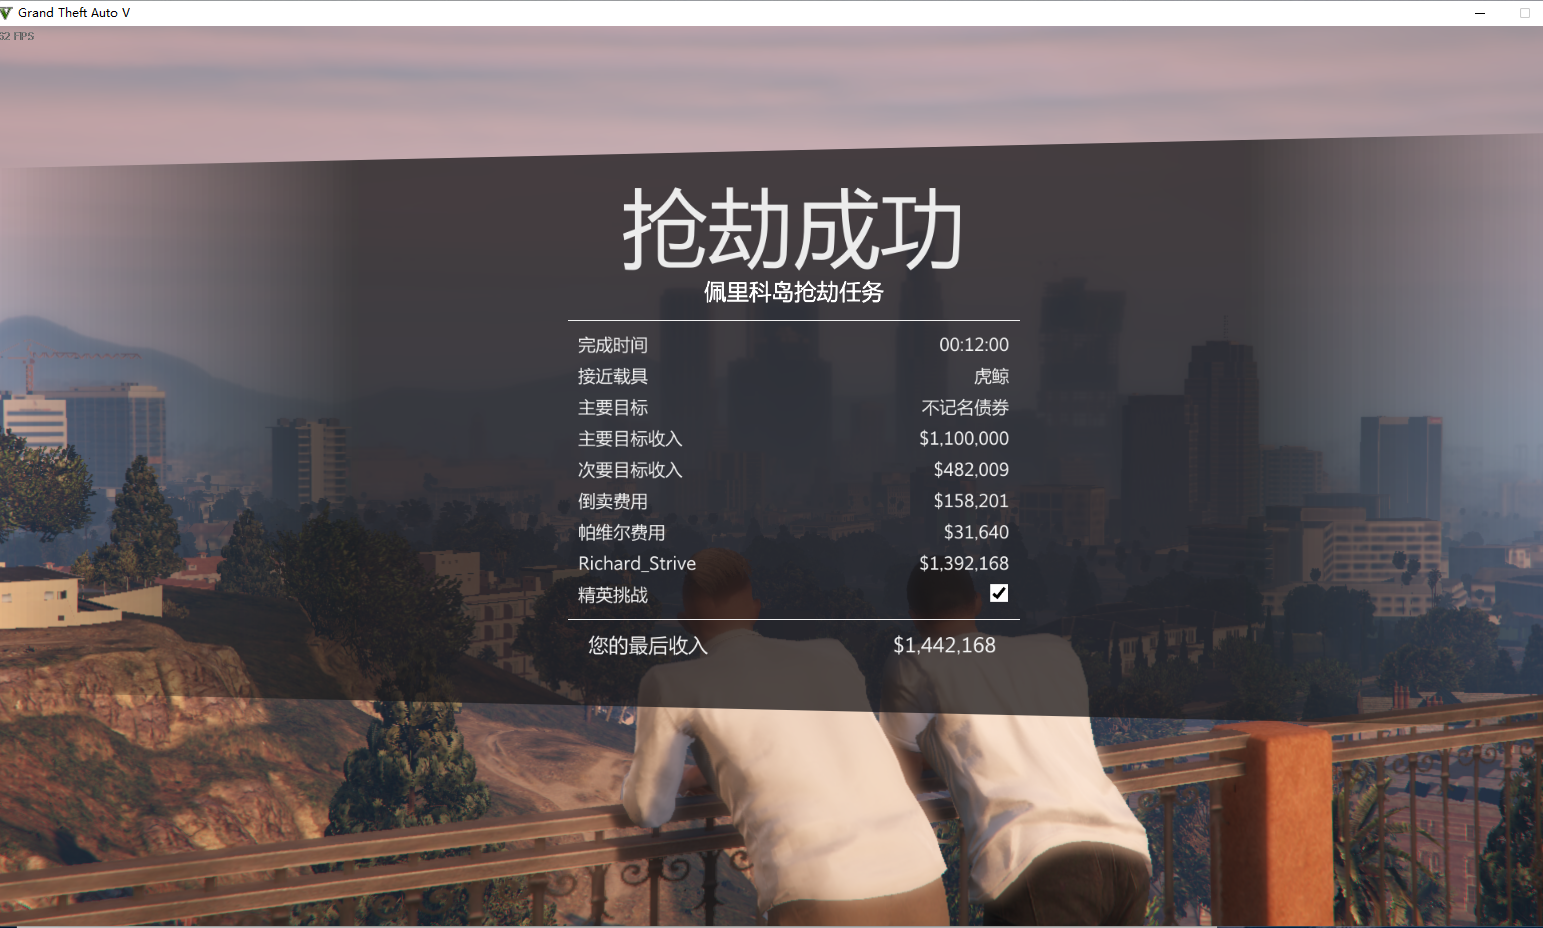 Grand Theft Auto V
62 FPS
抢劫成功
佩里科岛抢劫任务
完成时间 00:12:00
接近载具 虎鲸
主要目标 不记名债券
主要目标收入 $1,100,000
次要目标收入 $482,009
倒卖费用 $158,201
帕维尔费用 $31,640
Richard_Strive $1,392,168
精英挑战
您的最后收入 $1,442,168